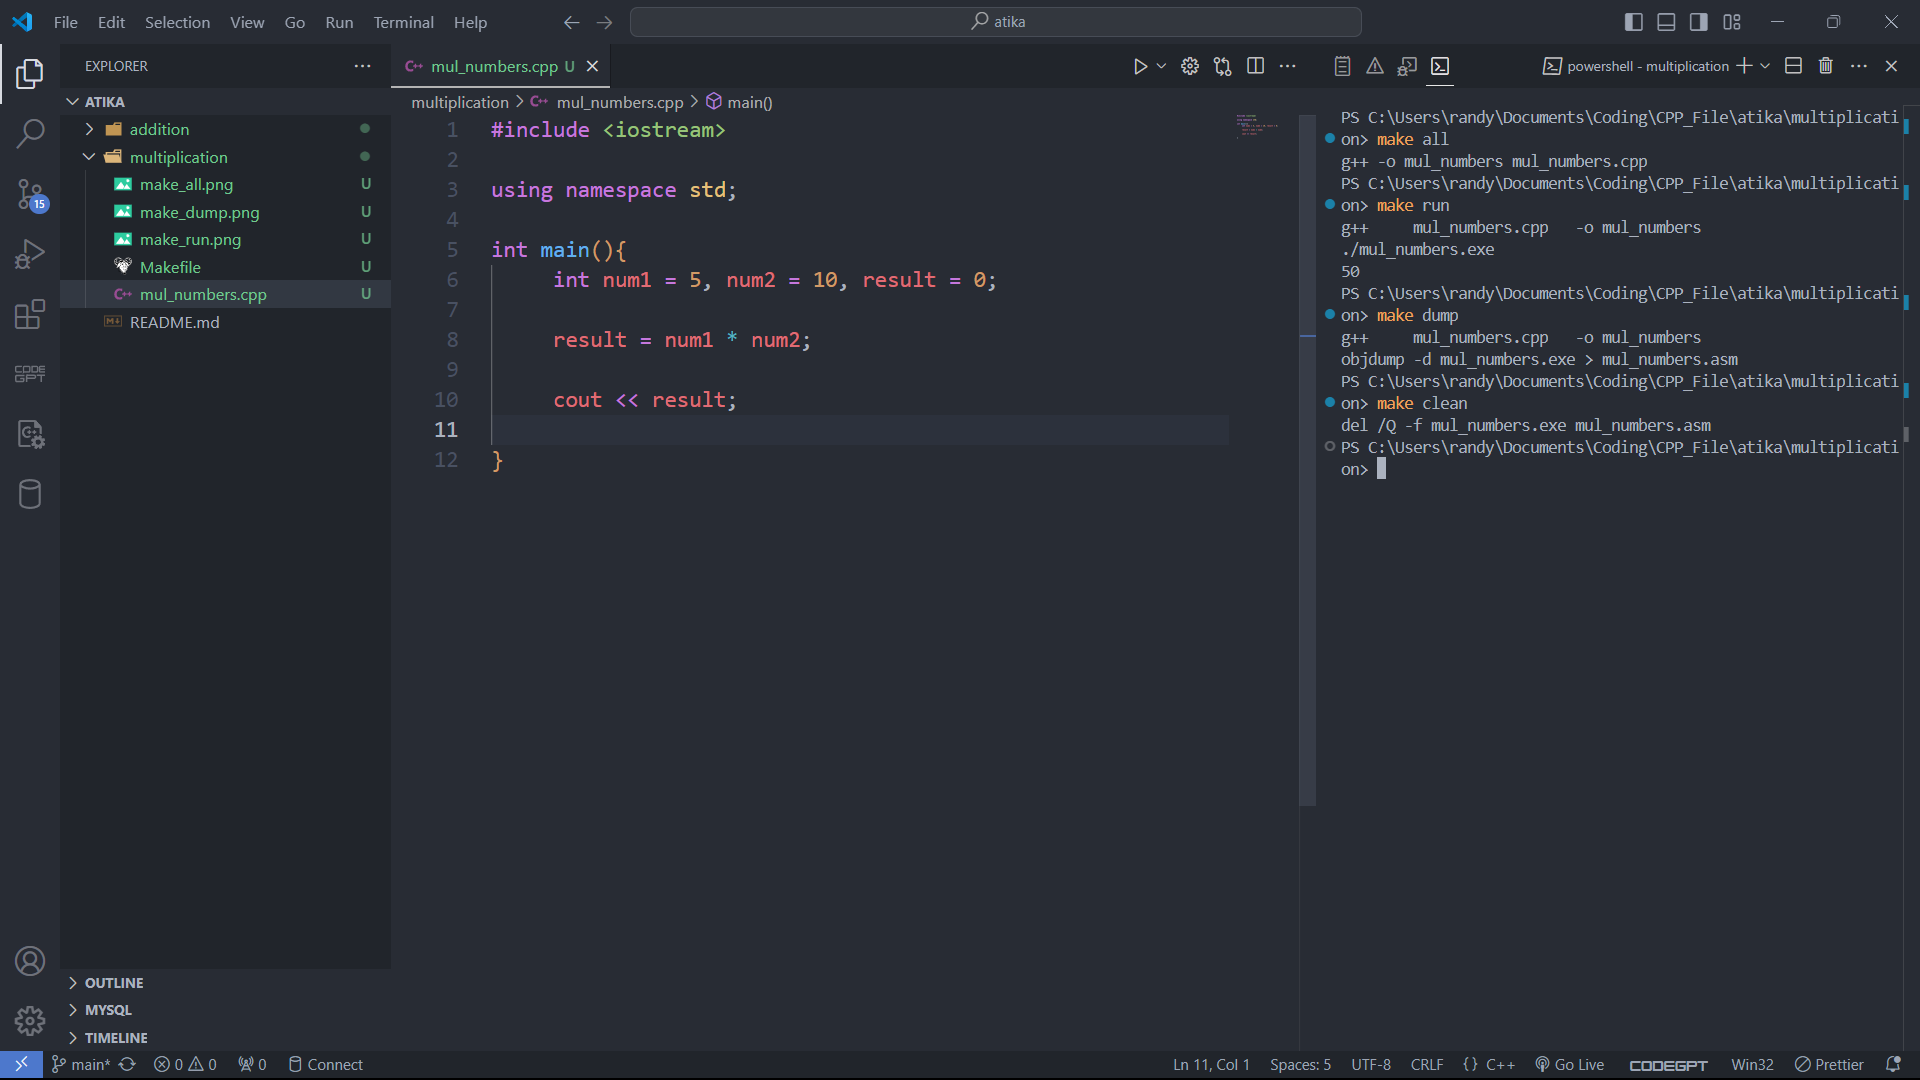 File Edit Selection View Go Run Terminal Help
atika
EXPLORER
ATIKA
addition
multiplication
make_all.png U
make_dump.png U
make_run.png U
Makefile U
C++ mul_numbers.cpp U
README.md
15
CODE
GPT
OUTLINE
MYSQL
TIMELINE
C++ mul_numbers.cpp U
multiplication > C++ mul_numbers.cpp > main()
1 #include <iostream>
2
3 using namespace std;
4
5 int main(){
6 int num1 = 5, num2 = 10, result = 0;
7
8 result = num1 * num2;
9
10 cout << result;
11
12 }
powershell - multiplication
PS C:\Users\randy\Documents\Coding\CPP_File\atika\multiplicati
on> make all
g++ -o mul_numbers mul_numbers.cpp
PS C:\Users\randy\Documents\Coding\CPP_File\atika\multiplicati
on> make run
g++ mul_numbers.cpp -o mul_numbers
./mul_numbers.exe
50
PS C:\Users\randy\Documents\Coding\CPP_File\atika\multiplicati
on> make dump
g++ mul_numbers.cpp -o mul_numbers
objdump -d mul_numbers.exe > mul_numbers.asm
PS C:\Users\randy\Documents\Coding\CPP_File\atika\multiplicati
on> make clean
del /Q -f mul_numbers.exe mul_numbers.asm
PS C:\Users\randy\Documents\Coding\CPP_File\atika\multiplicati
on>
main* 0 0 0 Connect Ln 11, Col 1 Spaces: 5 UTF-8 CRLF {} C++ Go Live CODEGPT Win32 Prettier